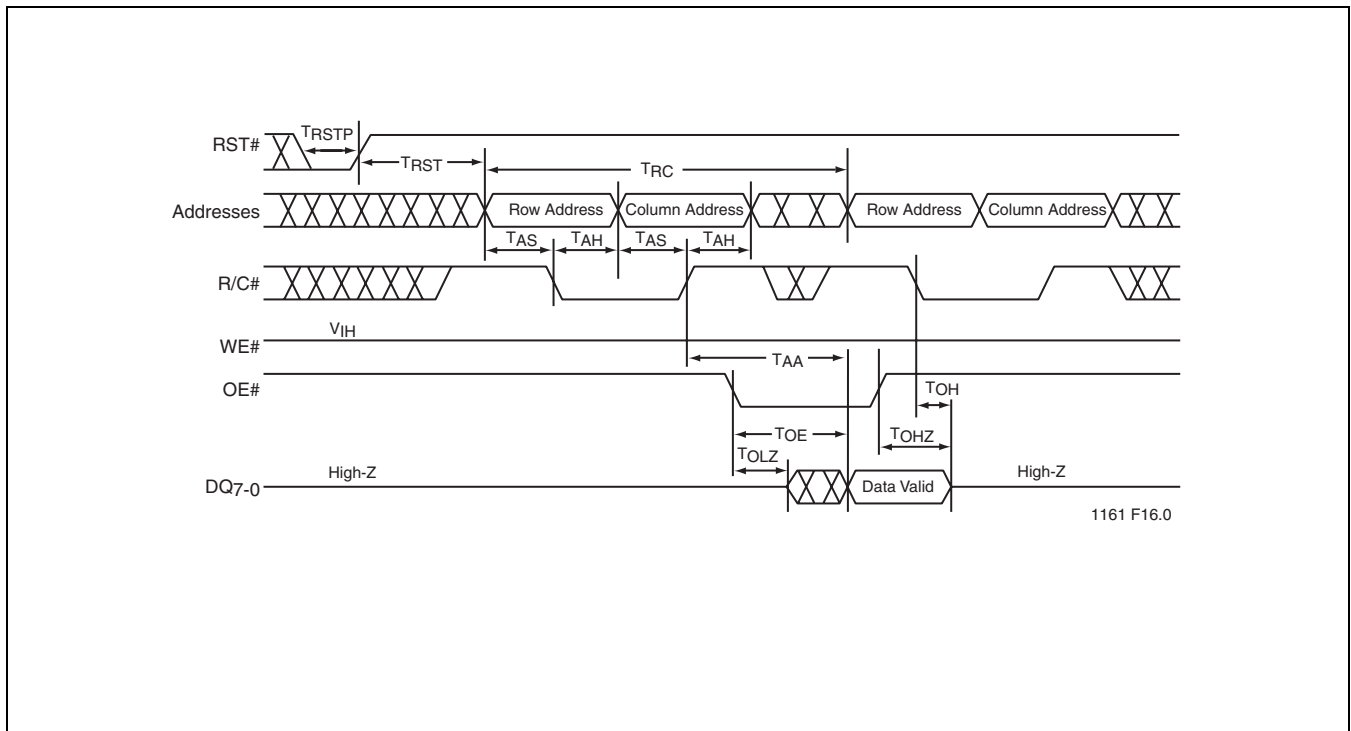 RST#
TRSTP
TRST
TRC
Addresses
Row Address
Column Address
Row Address
Column Address
TAS
TAH
TAS
TAH
R/C#
WE#
VIH
TAA
OE#
TOH
TOE
TOHZ
TOLZ
DQ7-0
High-Z
Data Valid
High-Z
1161 F16.0